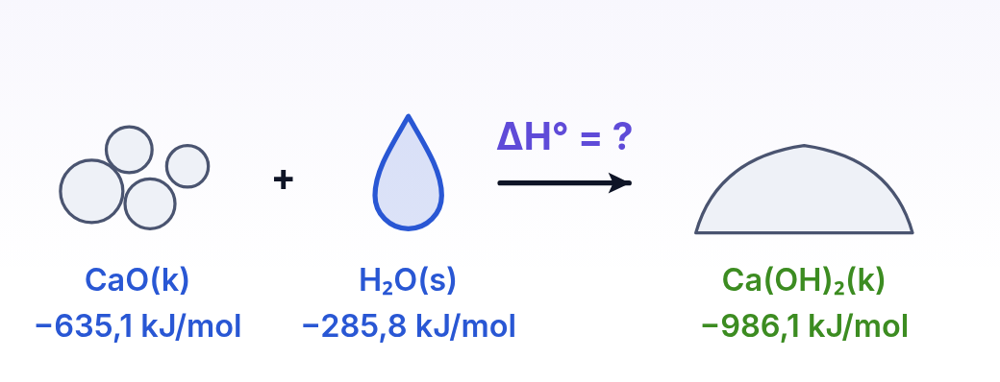 ΔH° = ?
+
CaO(k)
−635,1 kJ/mol
H₂O(s)
−285,8 kJ/mol
Ca(OH)₂(k)
−986,1 kJ/mol